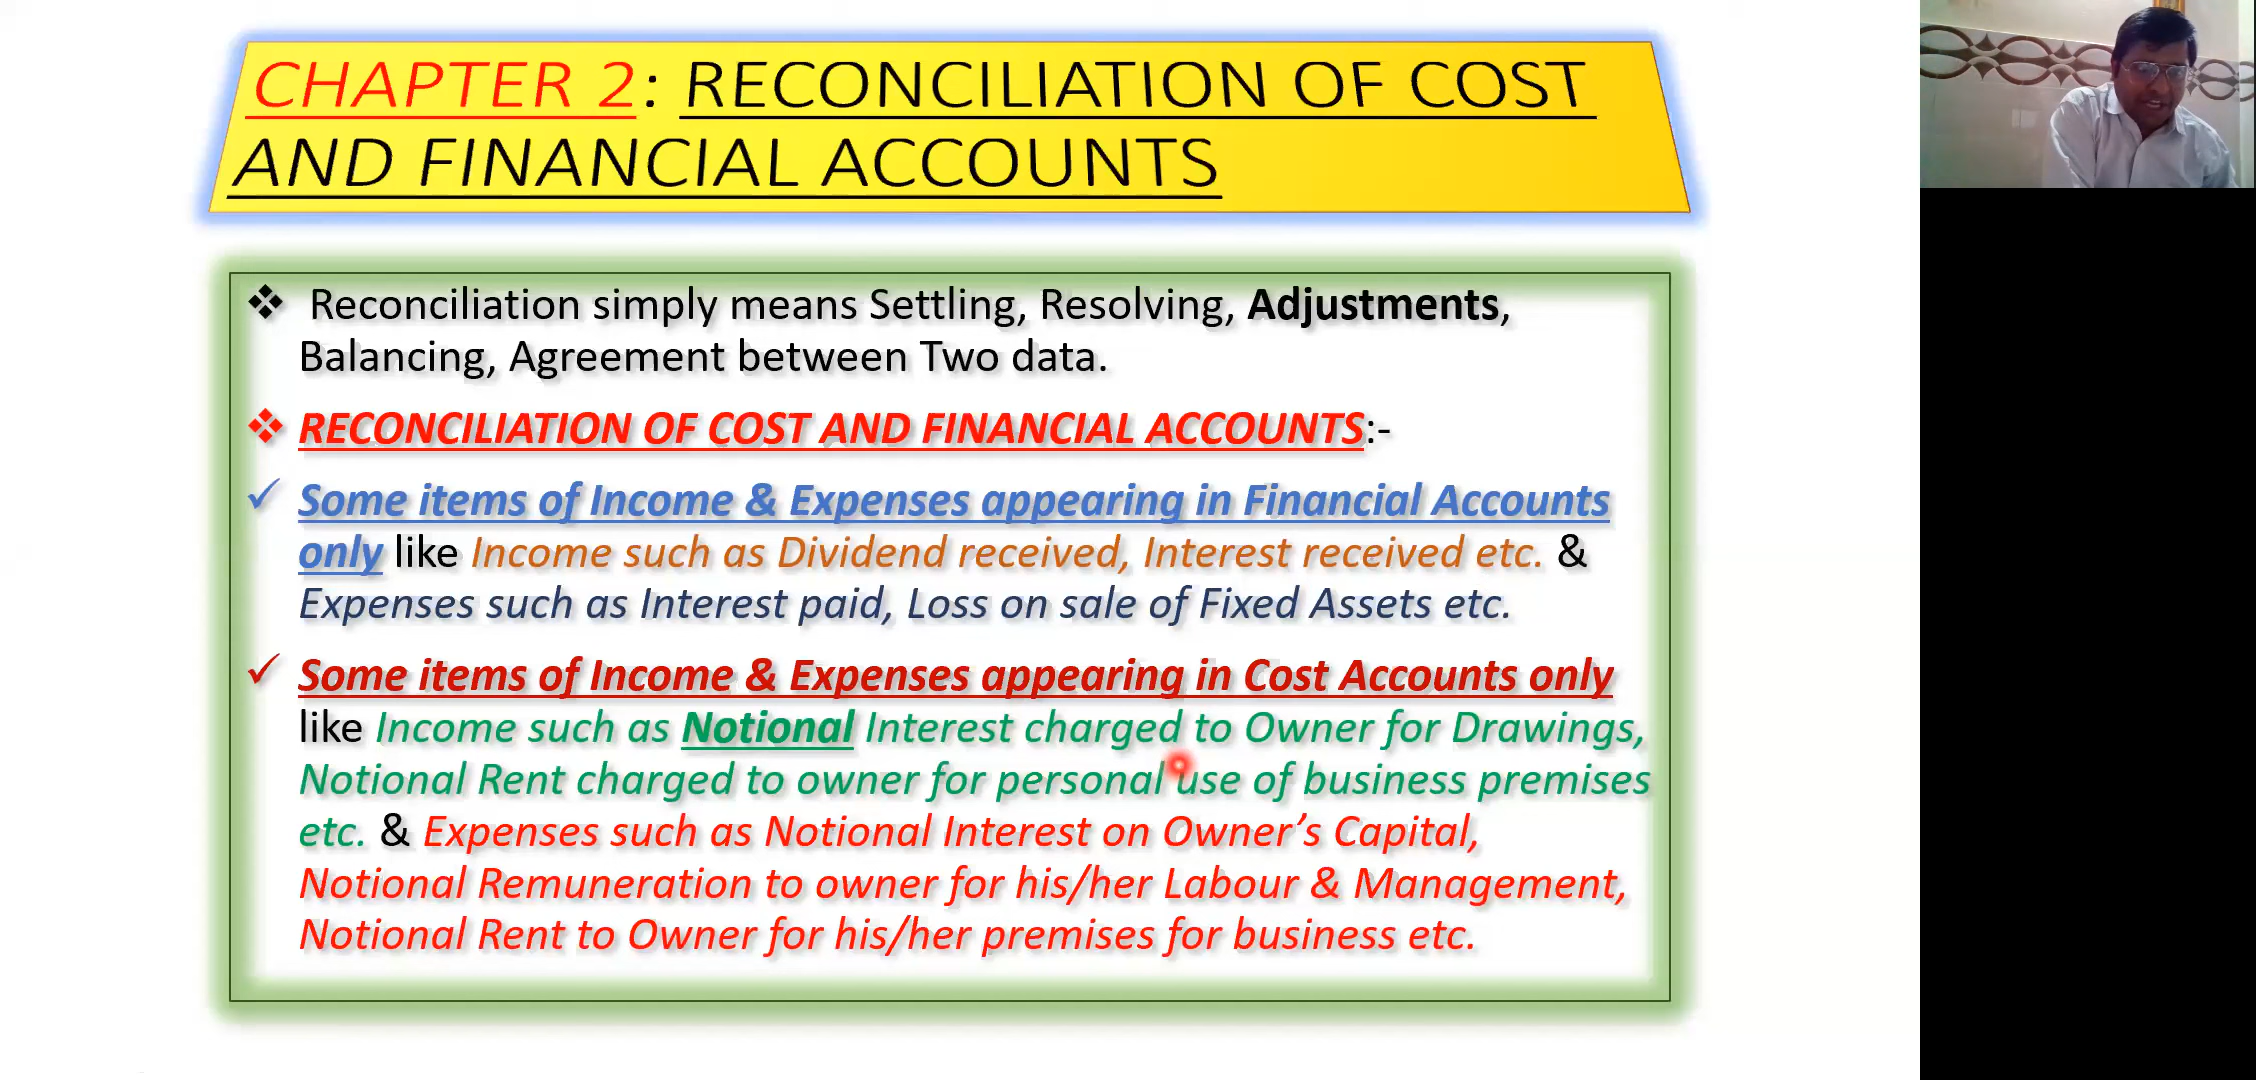 CHAPTER 2: RECONCILIATION OF COST
AND FINANCIAL ACCOUNTS
❖ Reconciliation simply means Settling, Resolving, Adjustments,
Balancing, Agreement between Two data.
❖ RECONCILIATION OF COST AND FINANCIAL ACCOUNTS:-
✓ Some items of Income & Expenses appearing in Financial Accounts
only like Income such as Dividend received, Interest received etc. &
Expenses such as Interest paid, Loss on sale of Fixed Assets etc.
✓ Some items of Income & Expenses appearing in Cost Accounts only
like Income such as Notional Interest charged to Owner for Drawings,
Notional Rent charged to owner for personal use of business premises
etc. & Expenses such as Notional Interest on Owner’s Capital,
Notional Remuneration to owner for his/her Labour & Management,
Notional Rent to Owner for his/her premises for business etc.